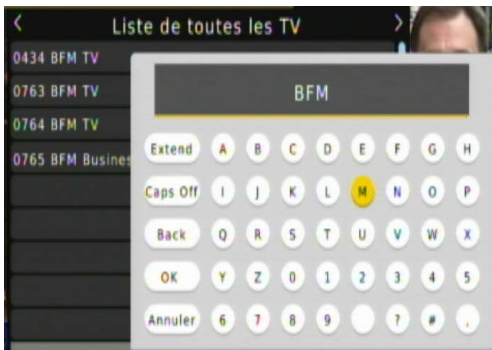 < Liste de toutes les TV >
0434 BFM TV
0763 BFM TV
0764 BFM TV
0765 BFM Busines
BFM
Extend A B C D E F G H
Caps Off I J K L M N O P
Back Q R S T U V W X
OK Y Z 0 1 2 3 4 5
Annuler 6 7 8 9 ? # ,